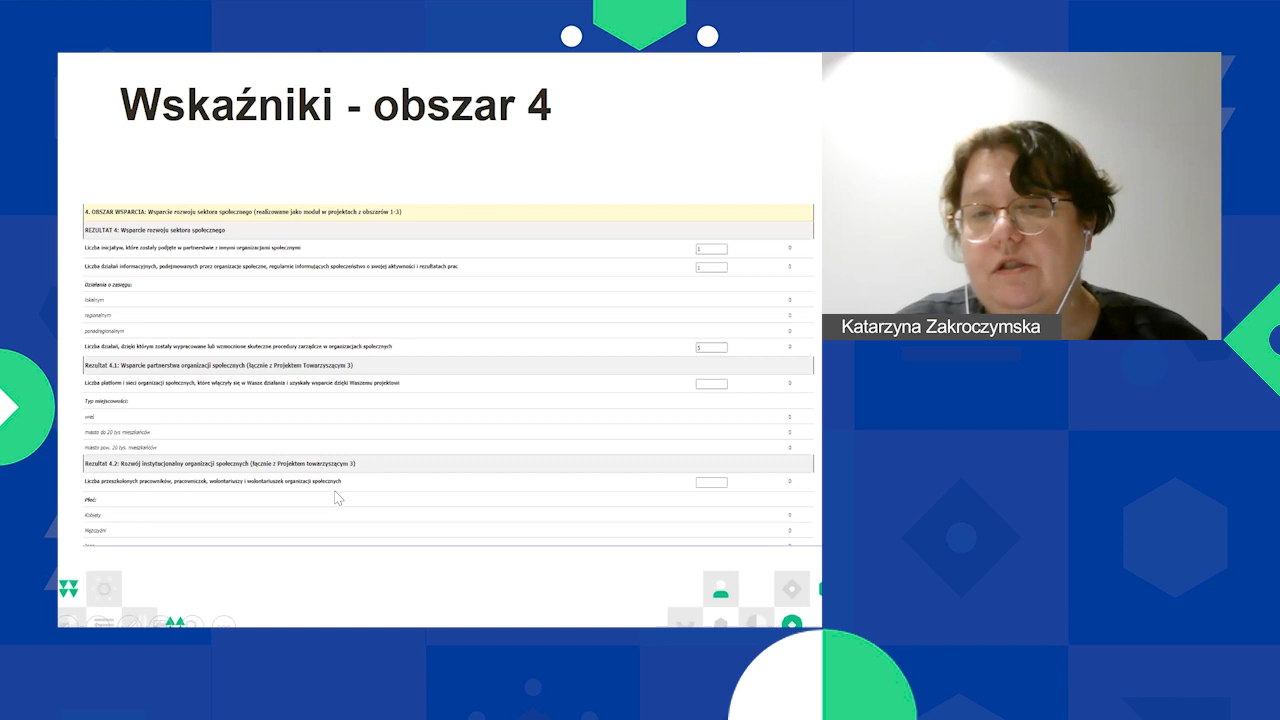 Wskaźniki - obszar 4
4. OBSZAR WSPARCIA: Wsparcie rozwoju sektora społecznego (realizowane jako moduł w projektach z obszarów 1-3)
REZULTAT 4: Wsparcie rozwoju sektora społecznego
Liczba inicjatyw, które zostały podjęte w partnerstwie z innymi organizacjami społecznymi 1 0
Liczba działań informacyjnych, podejmowanych przez organizacje społeczne, regularnie informujących społeczeństwo o swojej aktywności i rezultatach prac 1 0
Działania o zasięgu:
lokalnym 0
regionalnym 0
ponadregionalnym 0
Liczba działań, dzięki którym zostały wypracowane lub wzmocnione skuteczne procedury zarządcze w organizacjach społecznych 5 0
Rezultat 4.1: Wsparcie partnerstwa organizacji społecznych (łącznie z Projektem Towarzyszącym 3)
Liczba platform i sieci organizacji społecznych, które włączyły się w Wasze działania i uzyskały wsparcie dzięki Waszemu projektowi 0
Typ miejscowości:
wieś 0
miasto do 20 tys mieszkańców 0
miasto pow. 20 tys. mieszkańców 0
Rezultat 4.2: Rozwój instytucjonalny organizacji społecznych (łącznie z Projektem towarzyszącym 3)
Liczba przeszkolonych pracowników, pracowniczek, wolontariuszy i wolontariuszek organizacji społecznych 0
Płeć:
Kobiety 0
Mężczyźni 0
Katarzyna Zakroczymska